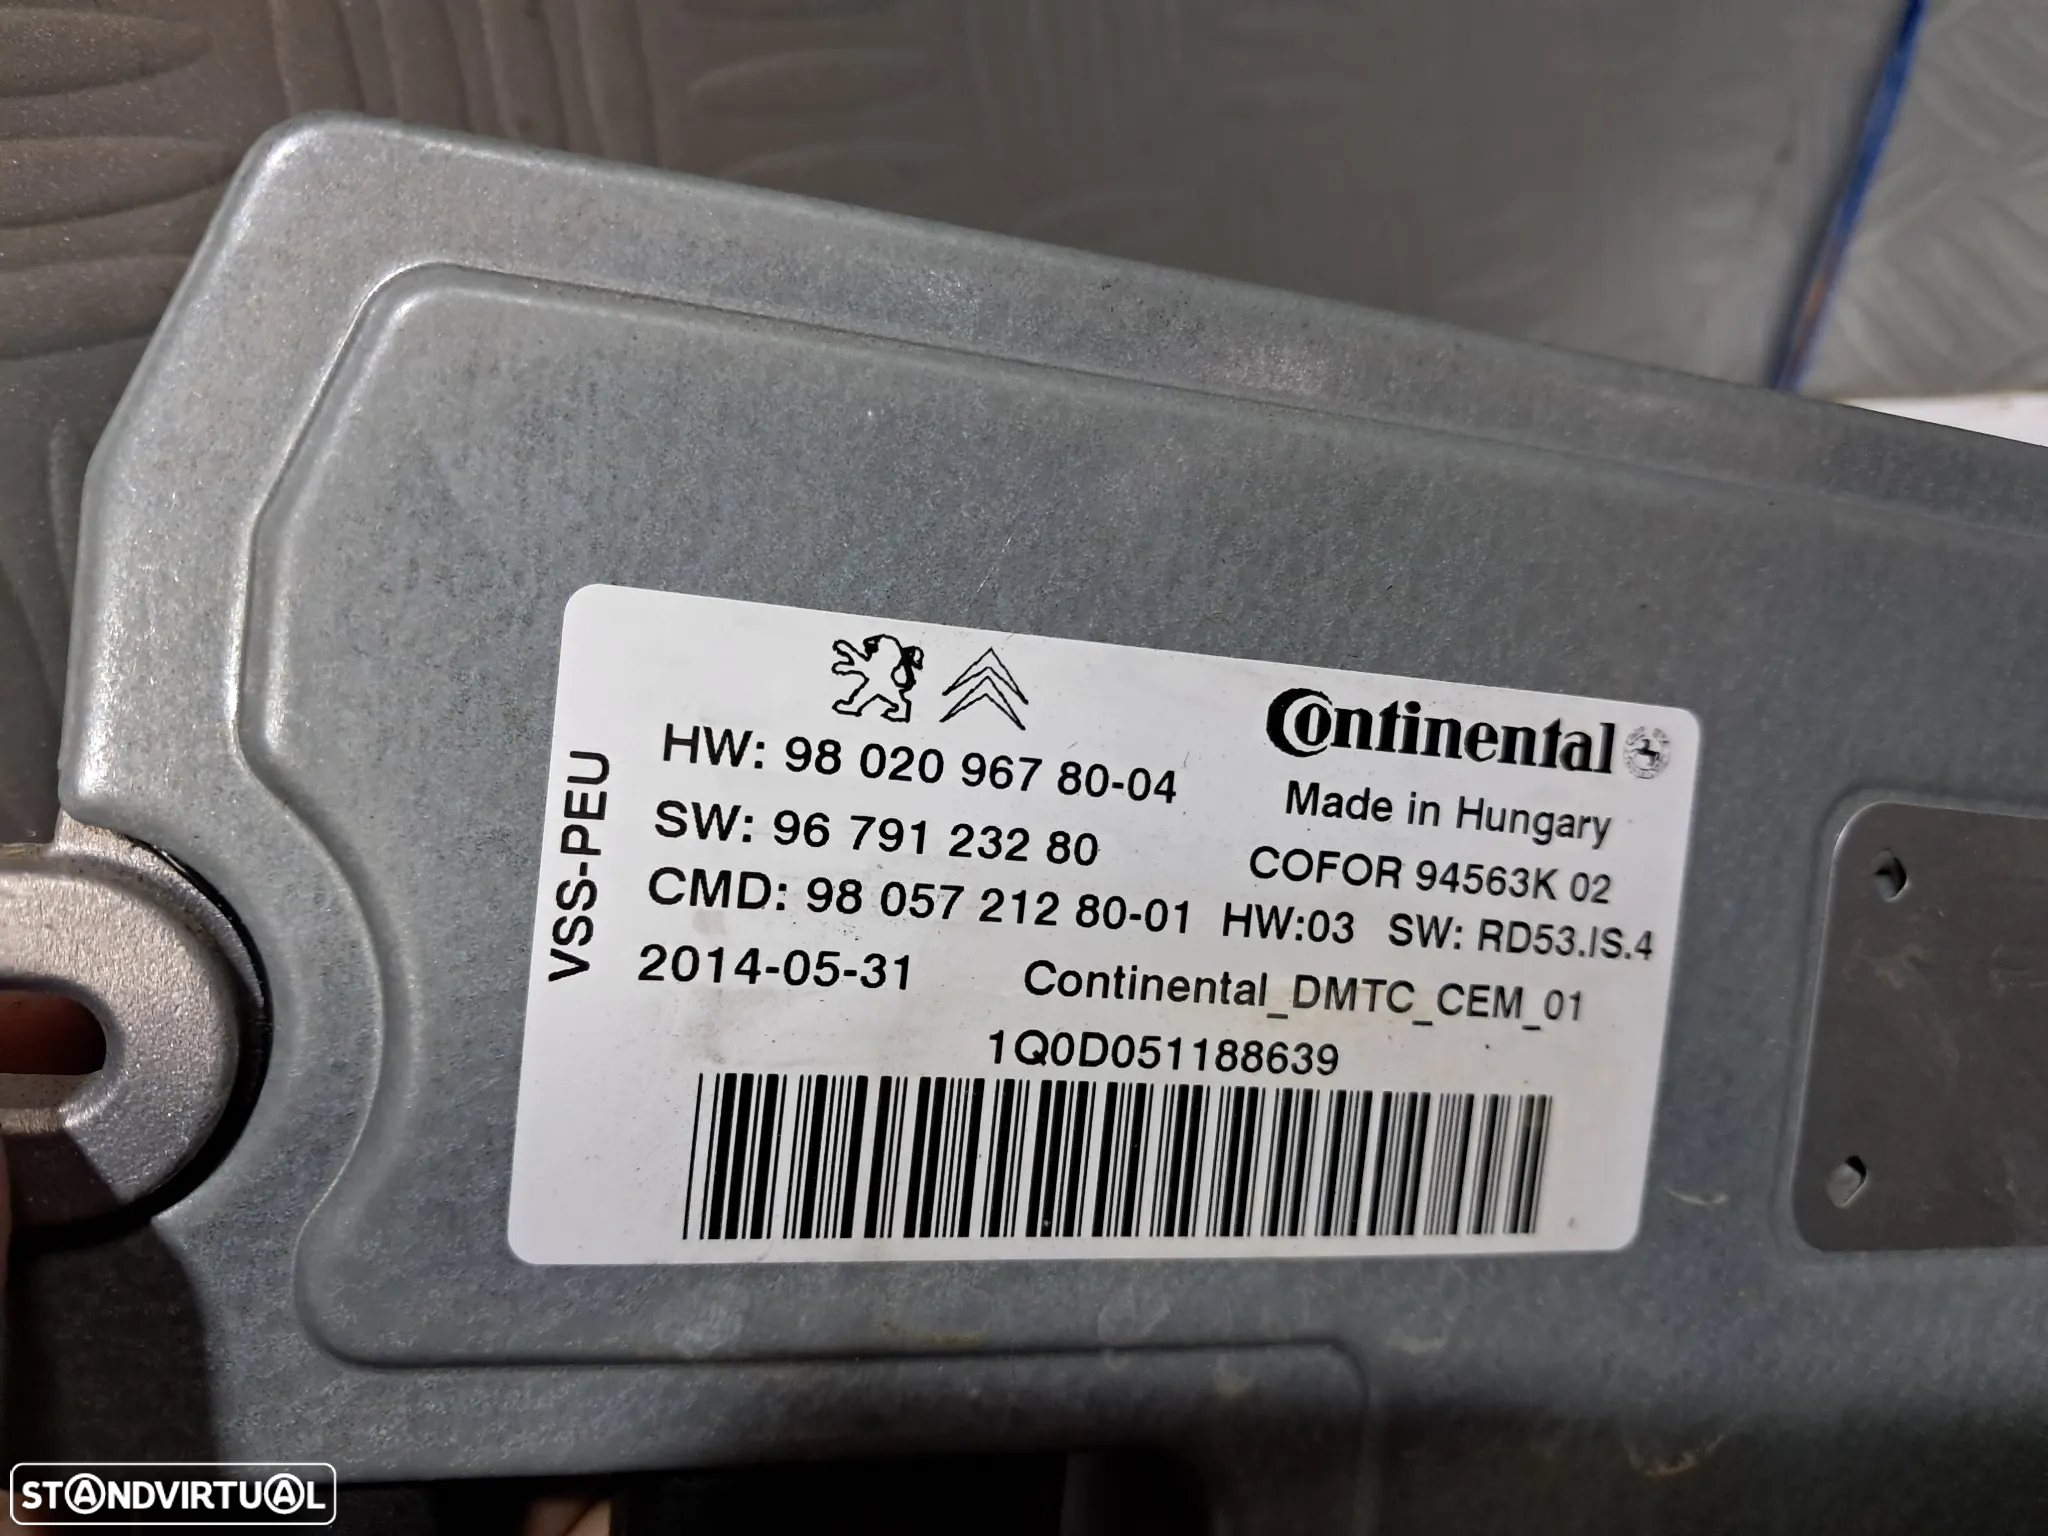 Continental
Made in Hungary
COFOR 94563K 02
HW: 98 020 967 80-04
SW: 96 791 232 80
CMD: 98 057 212 80-01 HW:03 SW: RD53.IS.4
2014-05-31 Continental_DMTC_CEM_01
VSS-PEU
1Q0D051188639
STANDVIRTUAL